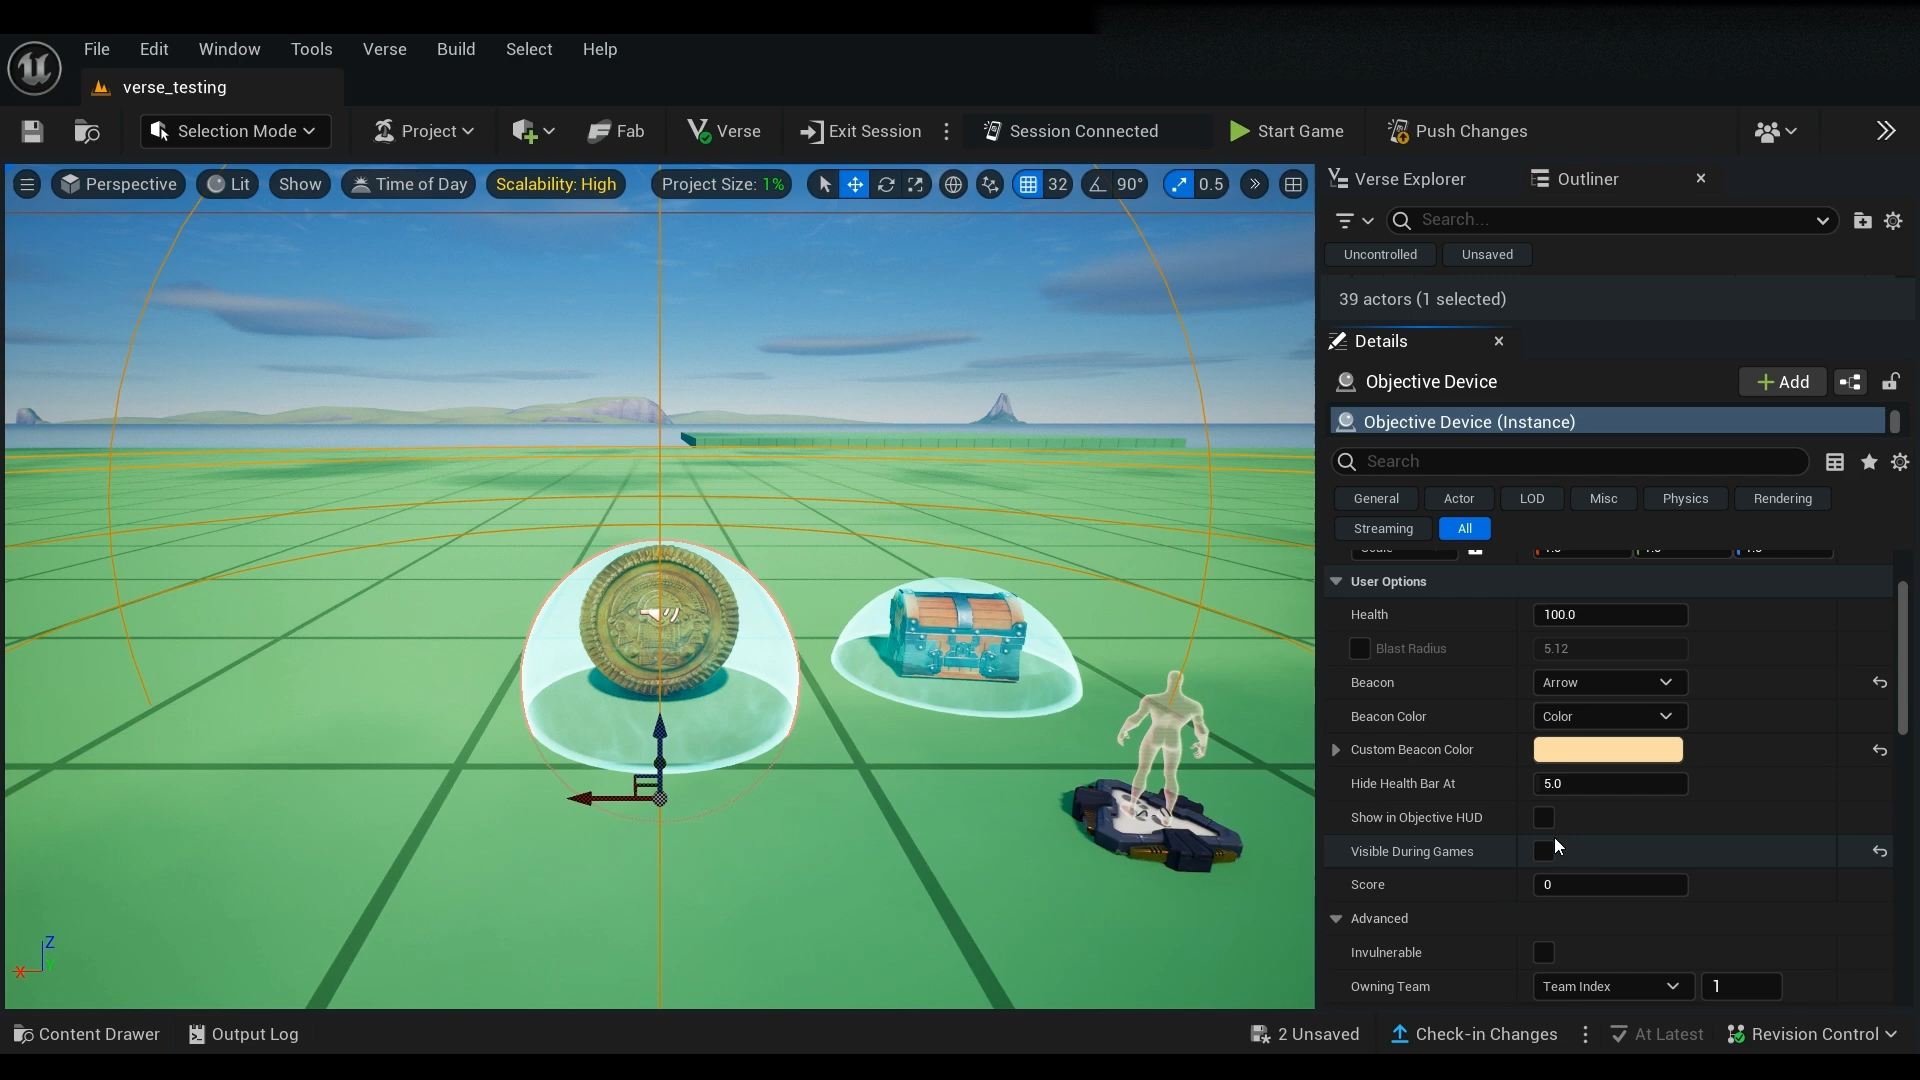 File Edit Window Tools Verse Build Select Help
verse_testing
Selection Mode Project Fab Verse Exit Session Session Connected Start Game Push Changes
Perspective Lit Show Time of Day Scalability: High Project Size: 1% 32 90° 0.5
Verse Explorer Outliner
Search...
Uncontrolled Unsaved
39 actors (1 selected)
Details
Objective Device Add
Objective Device (Instance)
Search
General Actor LOD Misc Physics Rendering
Streaming All
User Options
Health 100.0
Blast Radius 5.12
Beacon Arrow
Beacon Color Color
Custom Beacon Color
Hide Health Bar At 5.0
Show in Objective HUD
Visible During Games
Score 0
Advanced
Invulnerable
Owning Team Team Index 1
Z
X
Content Drawer Output Log 2 Unsaved Check-in Changes At Latest Revision Control